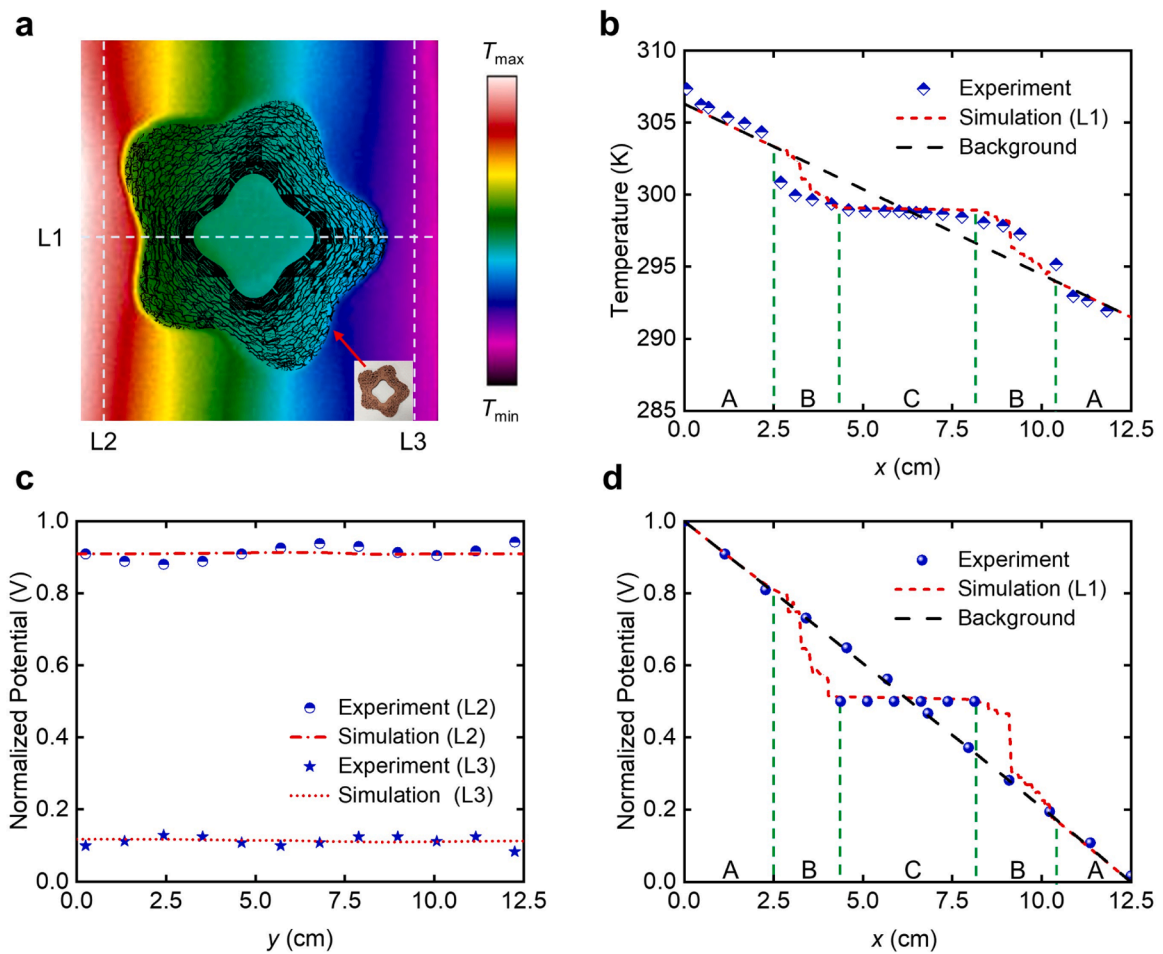 a
T max
L1
T min
L2
L3
b
310
305
300
295
290
285
Temperature (K)
Experiment
Simulation (L1)
Background
A
B
C
B
A
0.0
2.5
5.0
7.5
10.0
12.5
x (cm)
c
1.0
0.8
0.6
0.4
0.2
0.0
Normalized Potential (V)
Experiment (L2)
Simulation (L2)
Experiment (L3)
Simulation (L3)
0.0
2.5
5.0
7.5
10.0
12.5
y (cm)
d
1.0
0.8
0.6
0.4
0.2
0.0
Normalized Potential (V)
Experiment
Simulation (L1)
Background
A
B
C
B
A
0.0
2.5
5.0
7.5
10.0
12.5
x (cm)